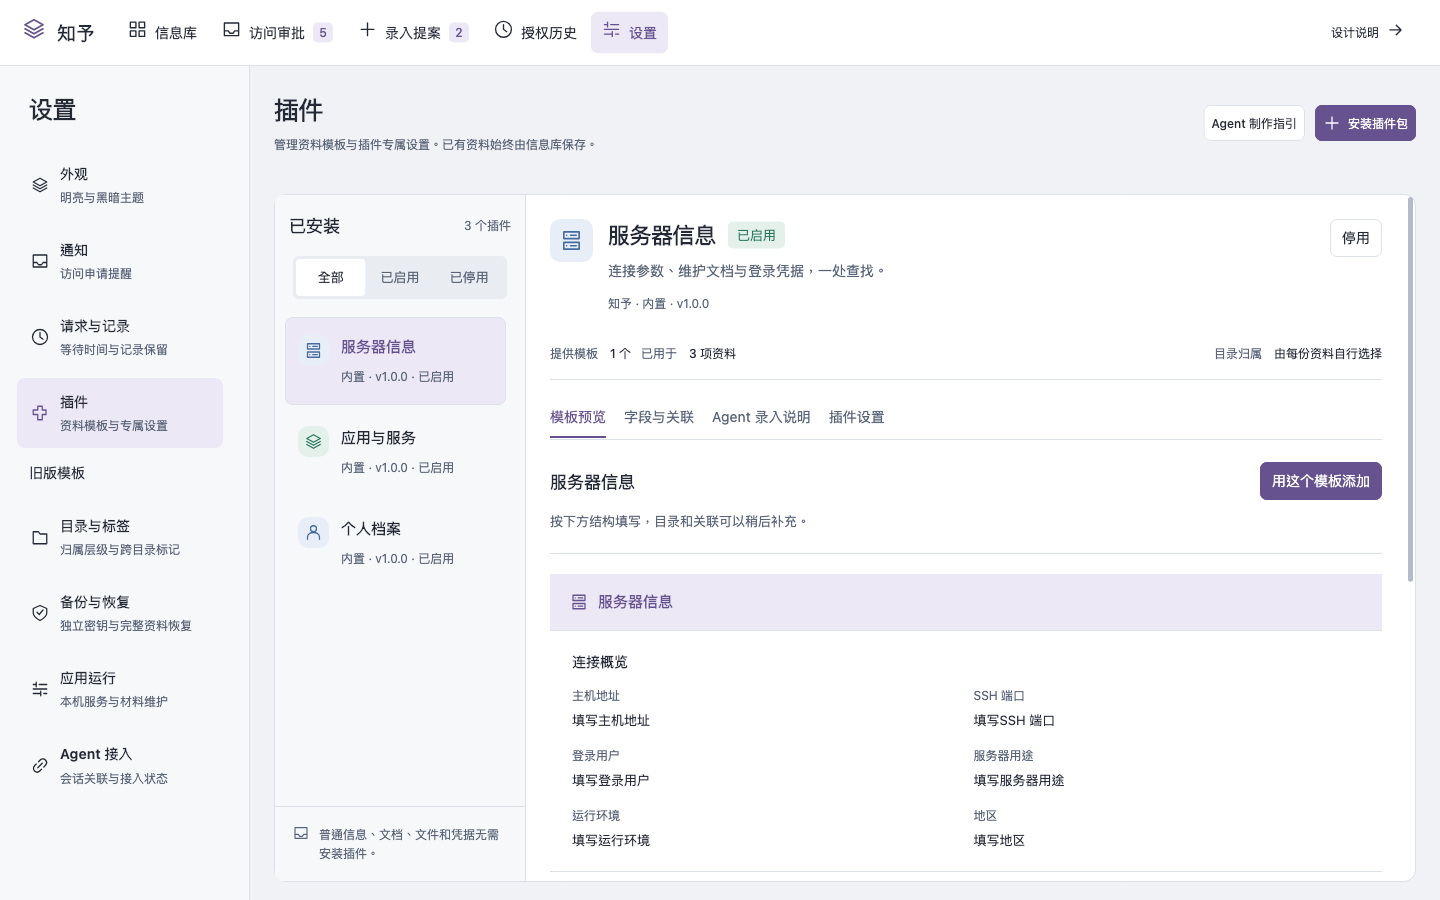 知予
信息库
访问审批 5
录入提案 2
授权历史
设置
设计说明
设置
外观
明亮与黑暗主题
通知
访问申请提醒
请求与记录
等待时间与记录保留
插件
资料模板与专属设置
旧版模板
目录与标签
归属层级与跨目录标记
备份与恢复
独立密钥与完整资料恢复
应用运行
本机服务与材料维护
Agent 接入
会话关联与接入状态
插件
管理资料模板与插件专属设置。已有资料始终由信息库保存。
Agent 制作指引
安装插件包
已安装
3 个插件
全部
已启用
已停用
服务器信息
内置 · v1.0.0 · 已启用
应用与服务
内置 · v1.0.0 · 已启用
个人档案
内置 · v1.0.0 · 已启用
普通信息、文档、文件和凭据无需
安装插件。
服务器信息 已启用
停用
连接参数、维护文档与登录凭据，一处查找。
知予 · 内置 · v1.0.0
提供模板 1 个 已用于 3 项资料
目录归属 由每份资料自行选择
模板预览
字段与关联
Agent 录入说明
插件设置
服务器信息
用这个模板添加
按下方结构填写，目录和关联可以稍后补充。
服务器信息
连接概览
主机地址
填写主机地址
SSH 端口
填写SSH 端口
登录用户
填写登录用户
服务器用途
填写服务器用途
运行环境
填写运行环境
地区
填写地区